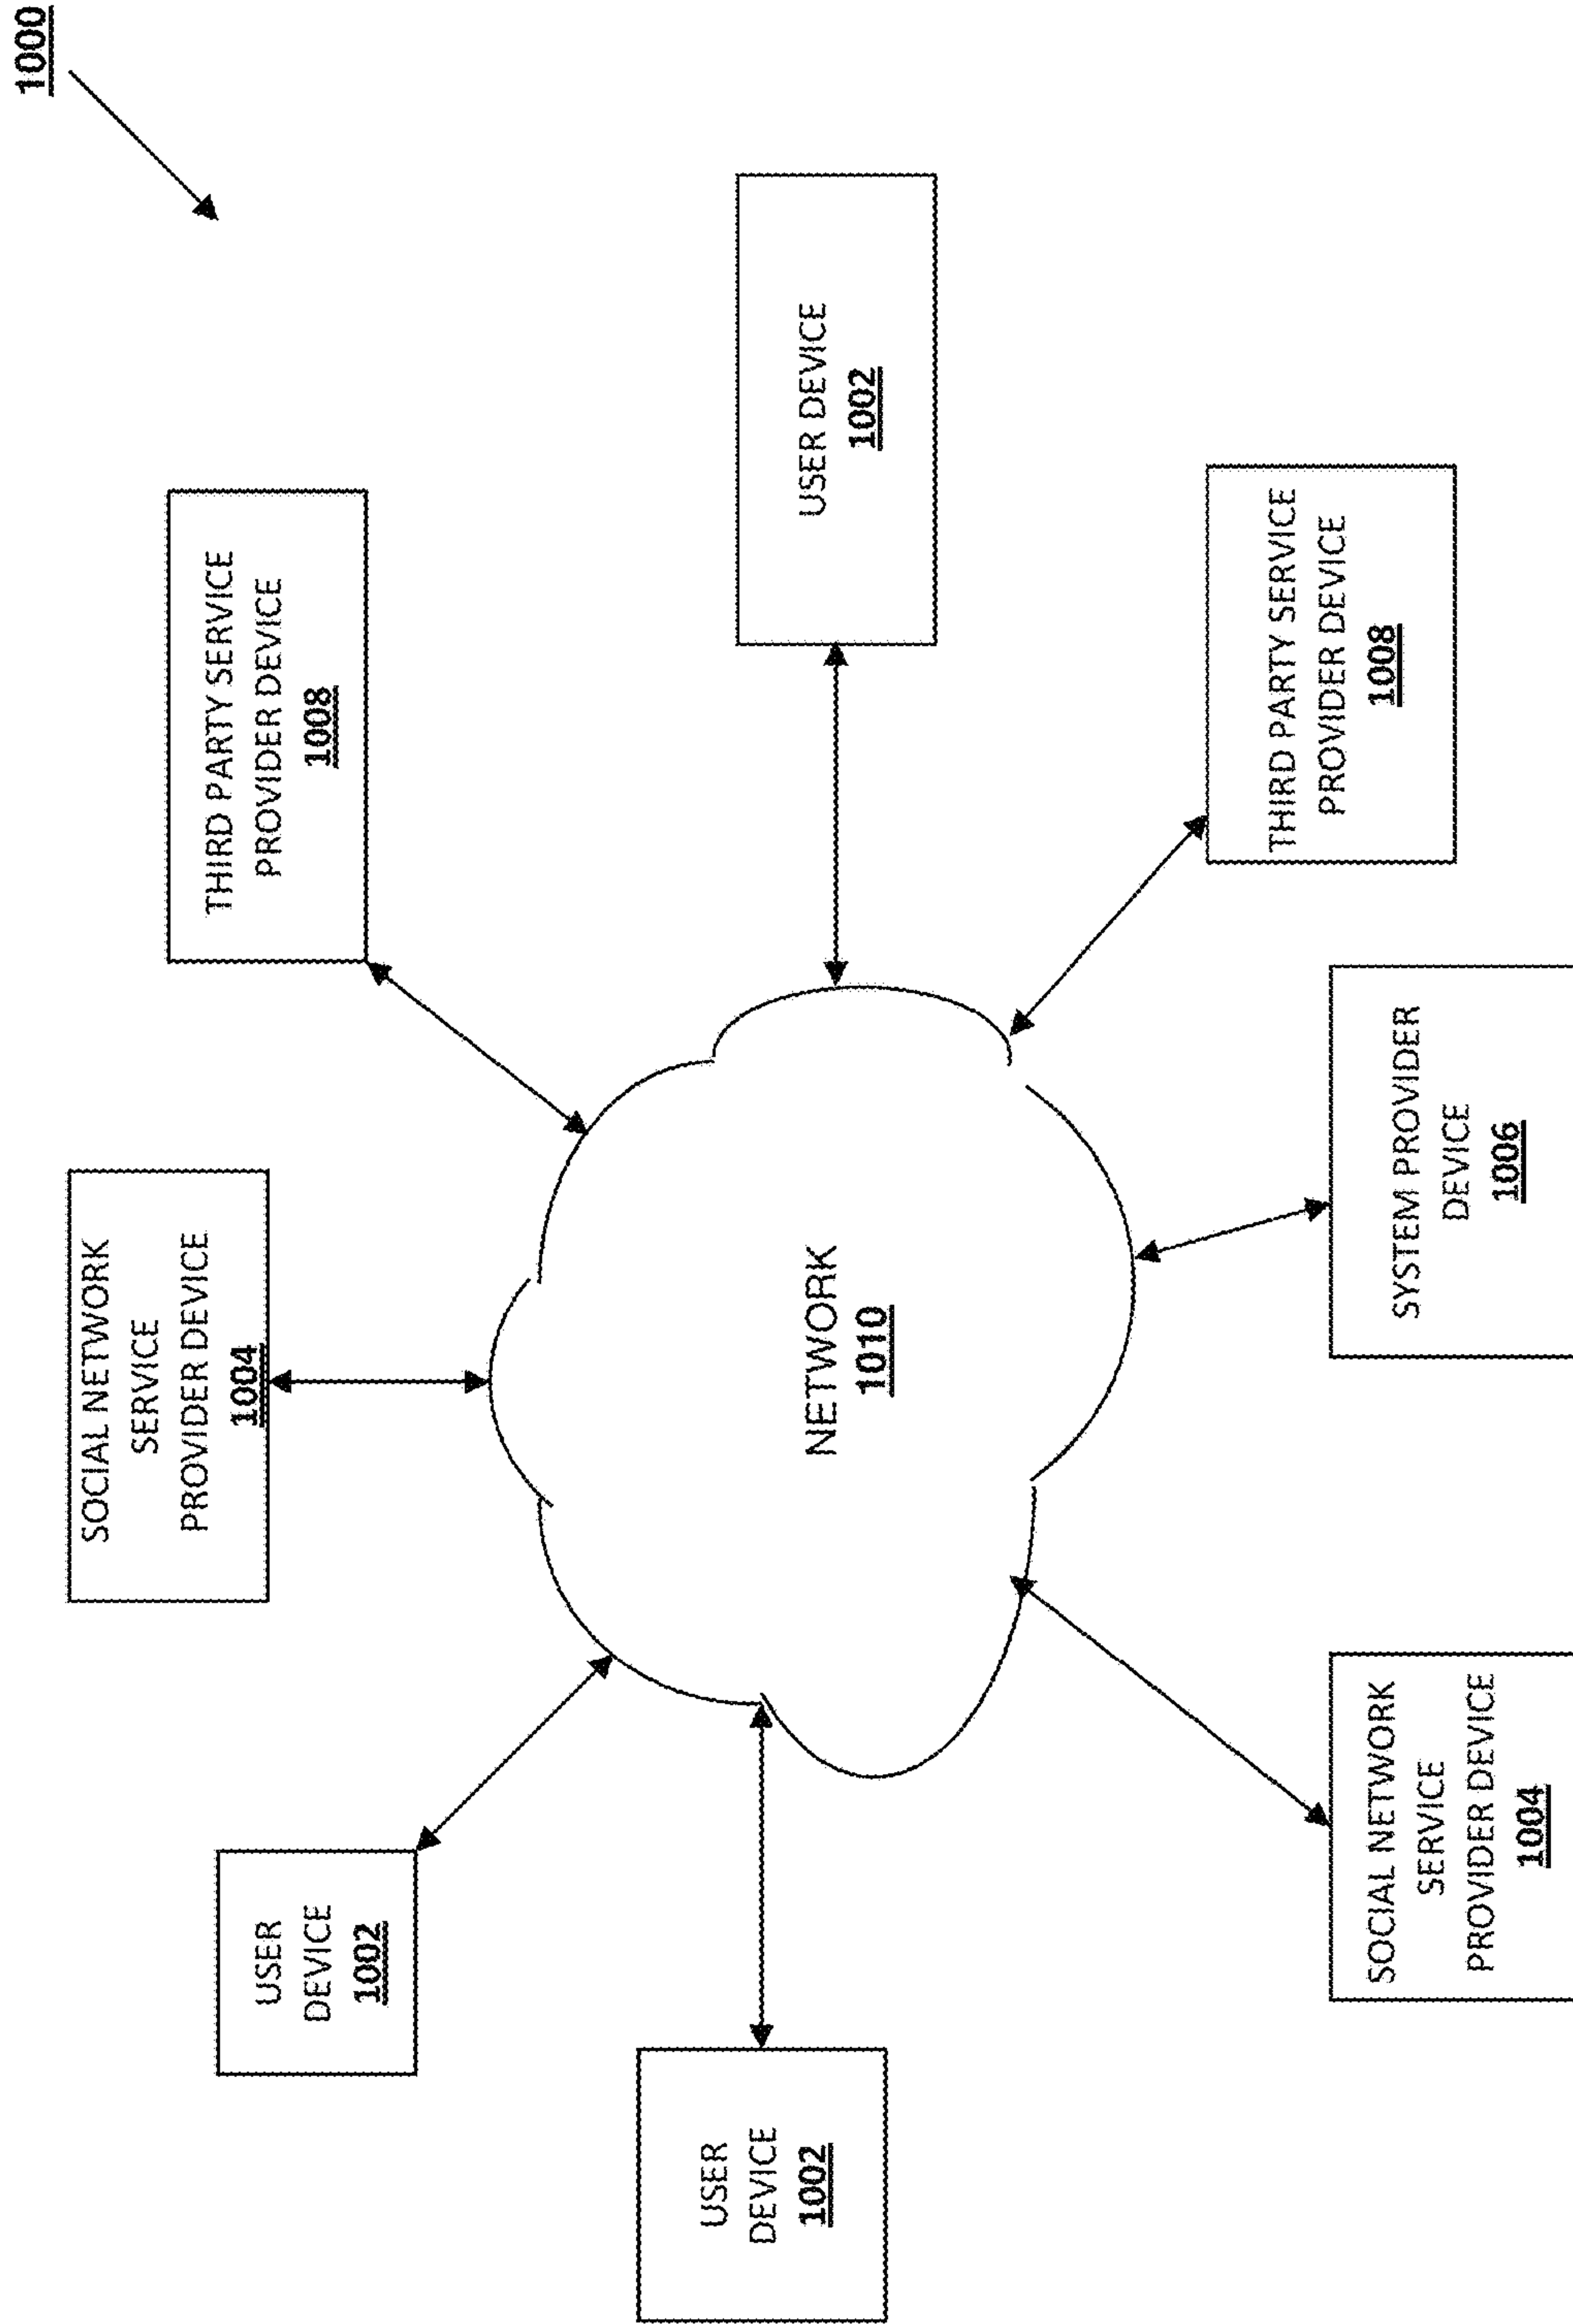 1000
SOCIAL NETWORK
SERVICE
PROVIDER DEVICE
1004
USER
DEVICE
1002
THIRD PARTY SERVICE
PROVIDER DEVICE
1008
USER
DEVICE
1002
NETWORK
1010
USER DEVICE
1002
SOCIAL NETWORK
SERVICE
PROVIDER DEVICE
1004
SYSTEM PROVIDER
DEVICE
1006
THIRD PARTY SERVICE
PROVIDER DEVICE
1008